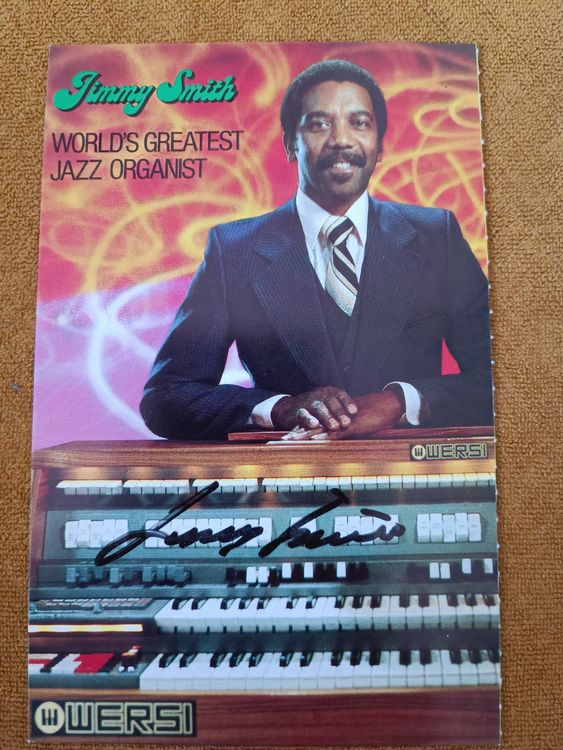 Jimmy Smith
WORLD'S GREATEST
JAZZ ORGANIST
WERSI
Jimmy Smith
WERSI